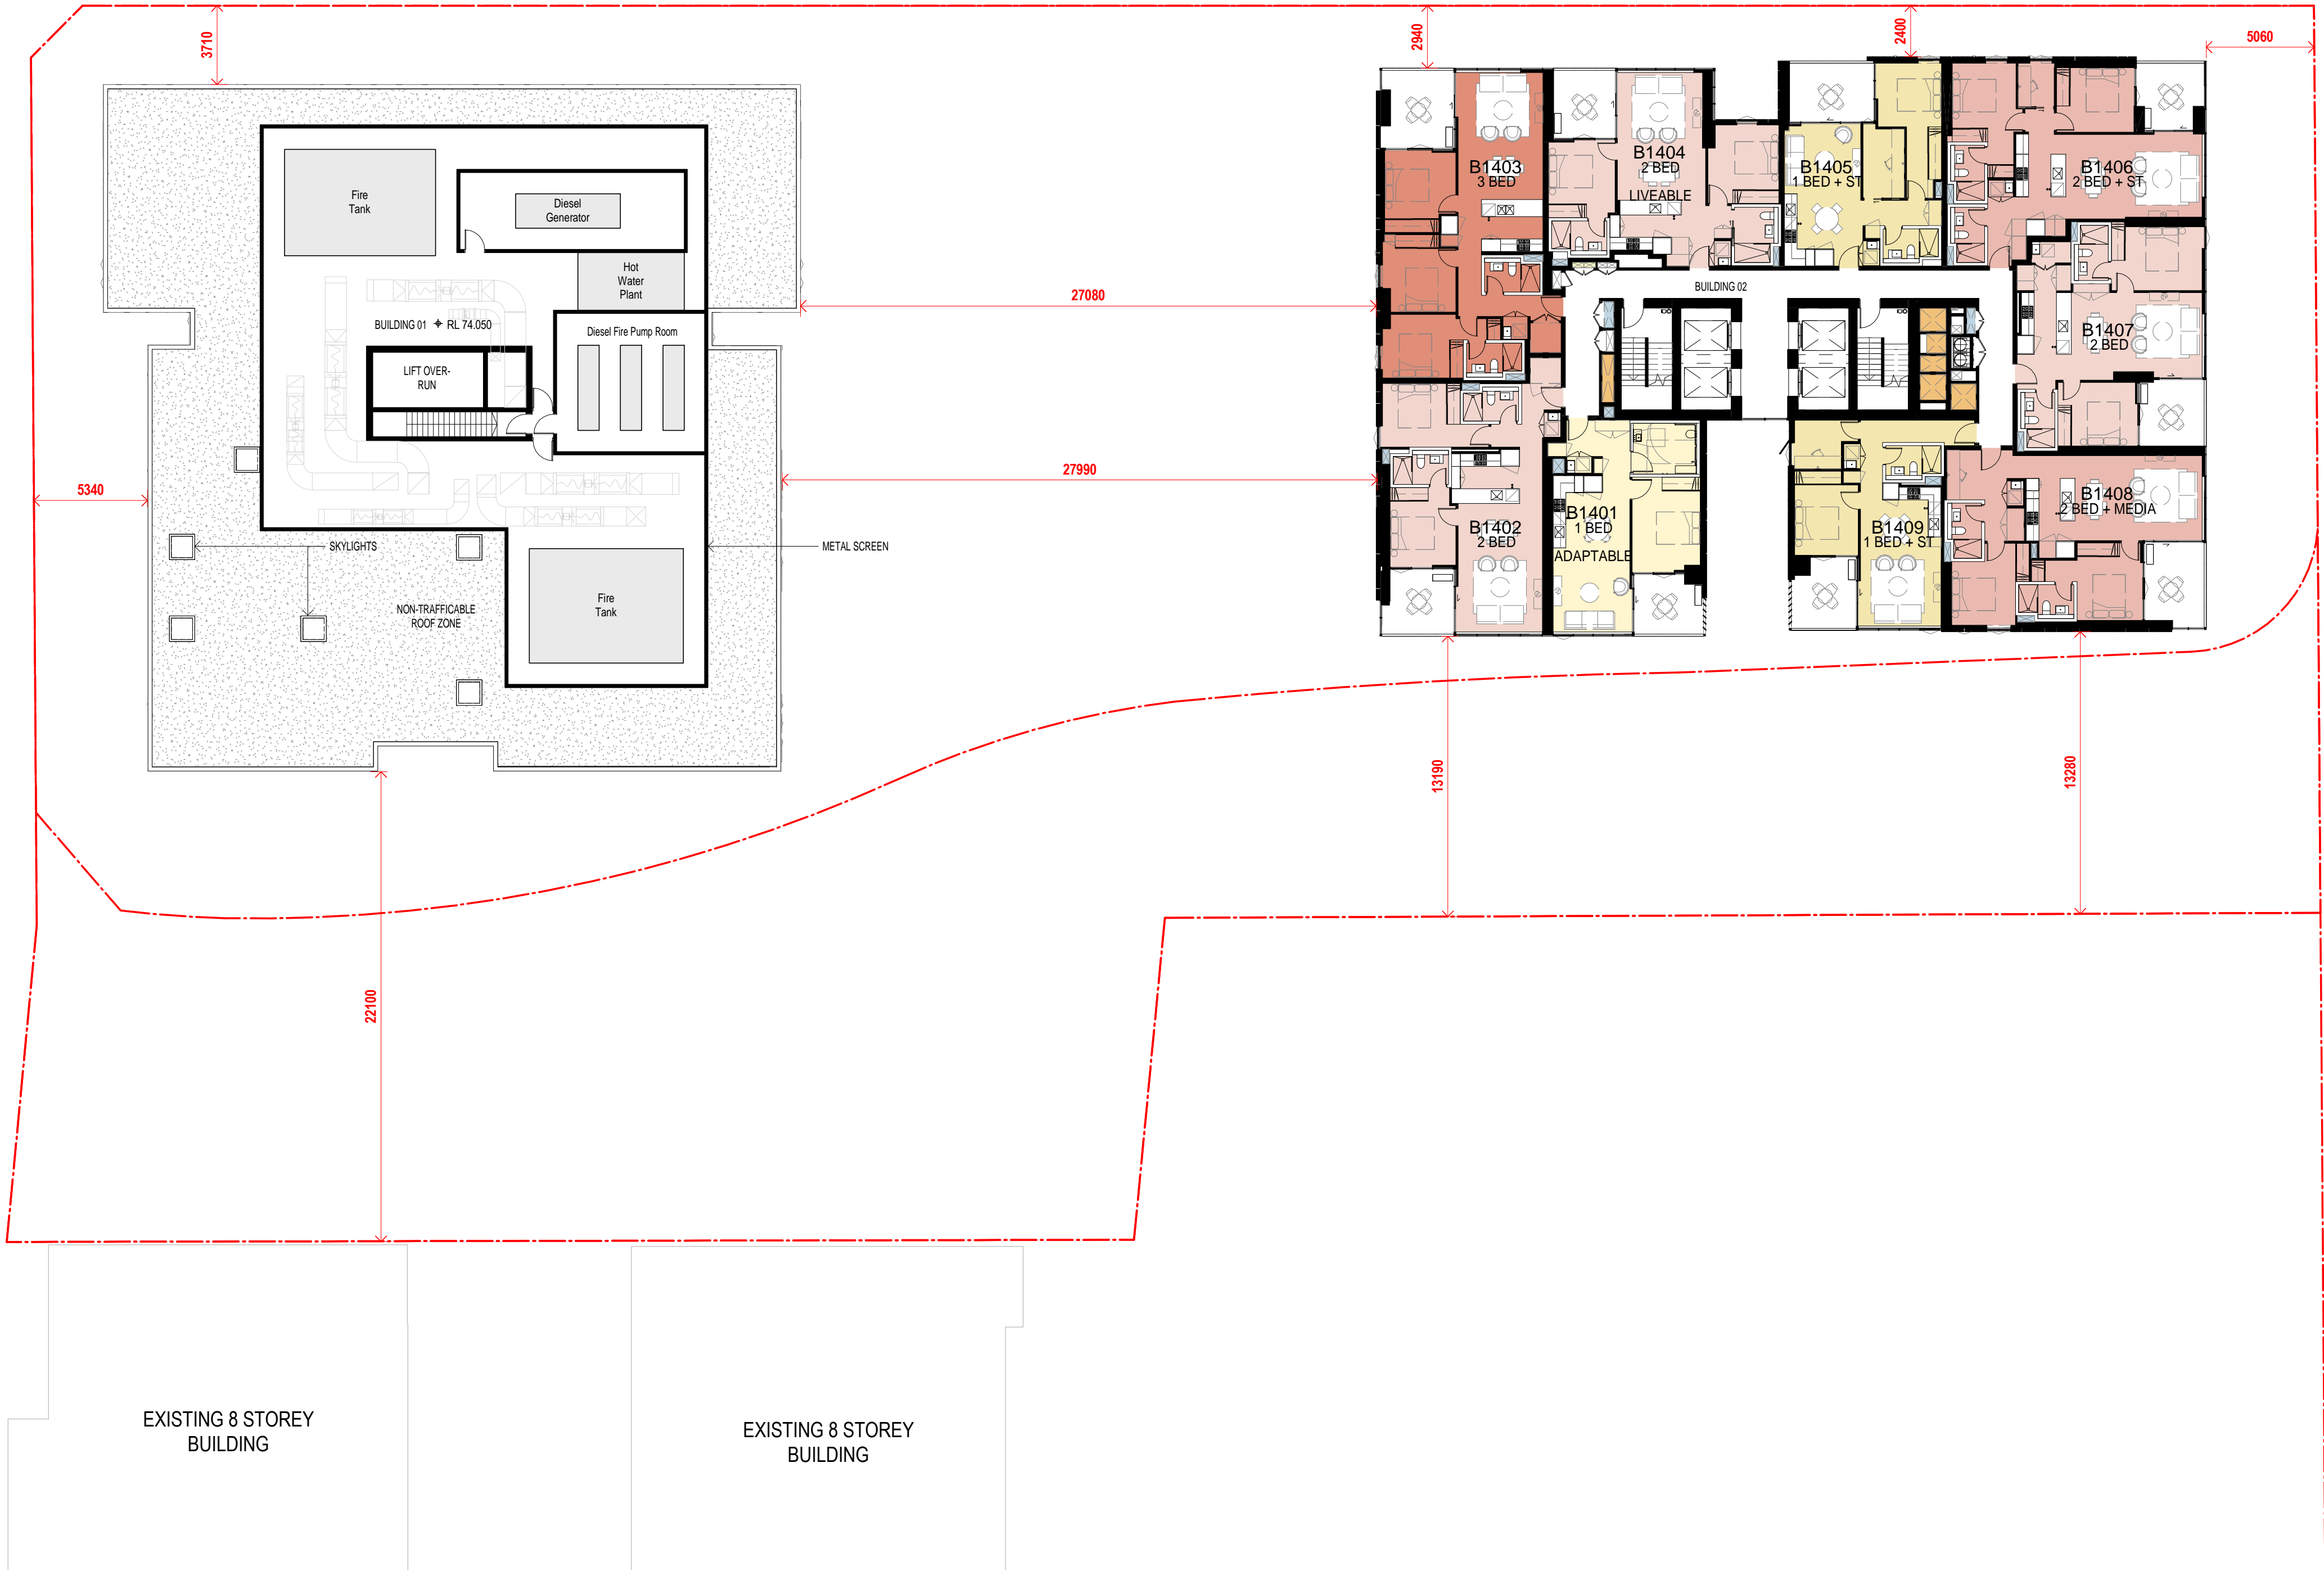 3710
2940
2400
5060
Fire
Tank
Diesel
Generator
Hot
Water
Plant
BUILDING 01
RL 74.050
Diesel Fire Pump Room
LIFT OVER-
RUN
27080
27990
5340
SKYLIGHTS
METAL SCREEN
NON-TRAFFICABLE
ROOF ZONE
Fire
Tank
B1403
3 BED
B1404
2 BED
LIVEABLE
B1405
1 BED + ST
B1406
2 BED + ST
BUILDING 02
B1407
2 BED
B1402
2 BED
B1401
1 BED
ADAPTABLE
B1409
1 BED + ST
B1408
2 BED + MEDIA
13190
13280
22100
EXISTING 8 STOREY
BUILDING
EXISTING 8 STOREY
BUILDING